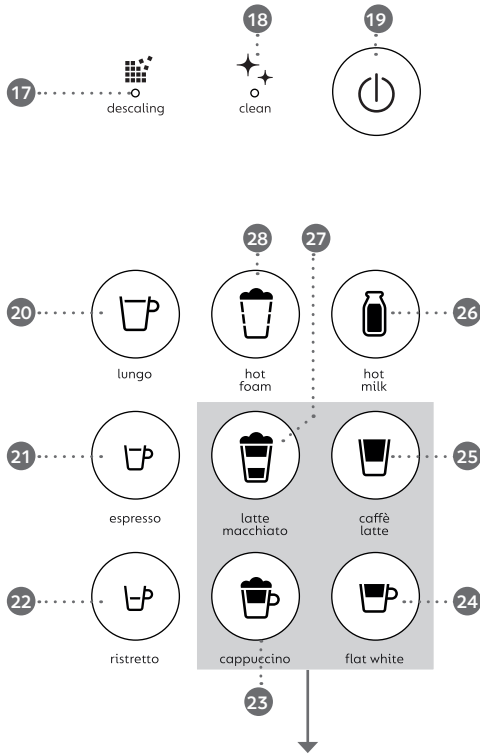 18
19
17
descaling
clean
28
27
20
26
lungo
hot
foam
hot
milk
21
25
espresso
latte
macchiato
caffè
latte
22
24
ristretto
cappuccino
flat white
23